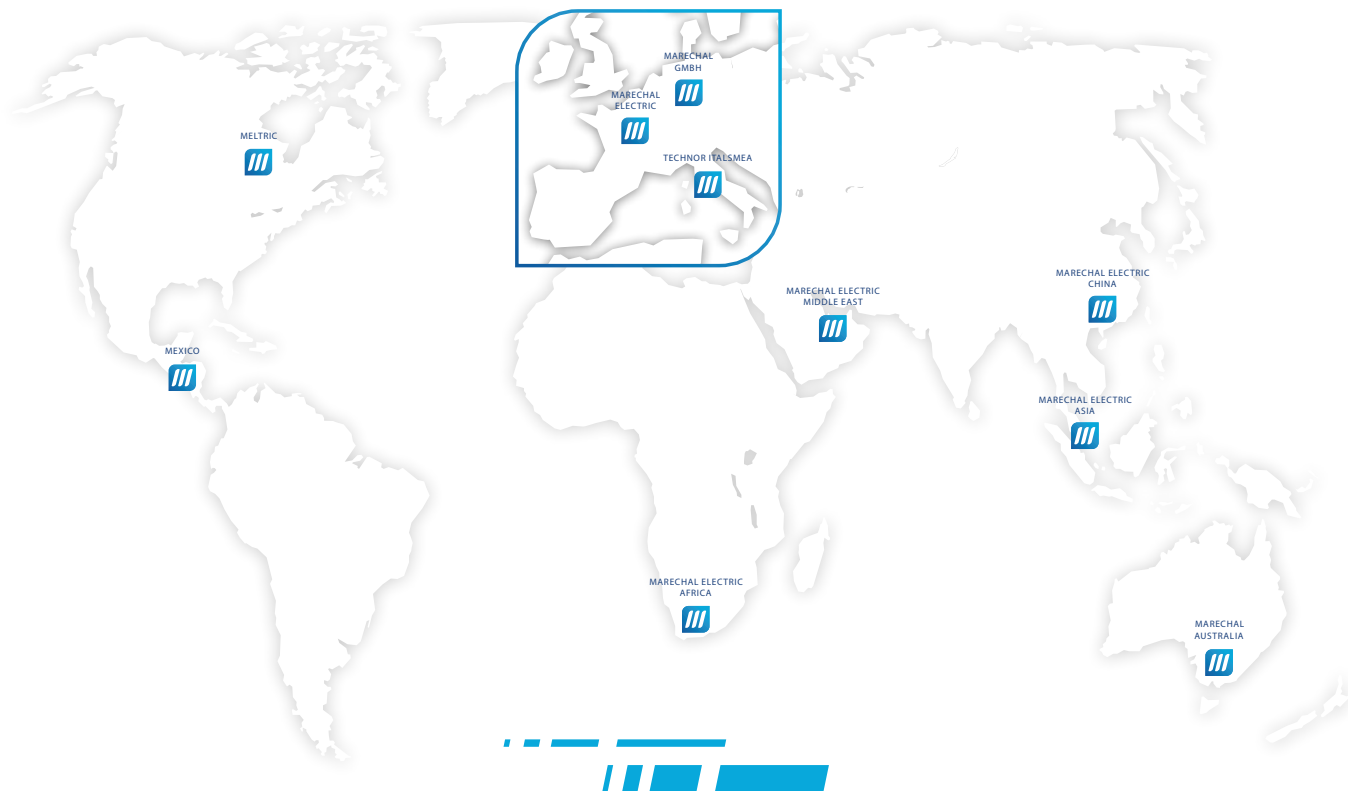 MARECHAL
GMBH
MARECHAL
ELECTRIC
MELTRIC
TECHNOR ITALSMEA
MARECHAL ELECTRIC
CHINA
MARECHAL ELECTRIC
MIDDLE EAST
MEXICO
MARECHAL ELECTRIC
ASIA
MARECHAL ELECTRIC
AFRICA
MARECHAL
AUSTRALIA